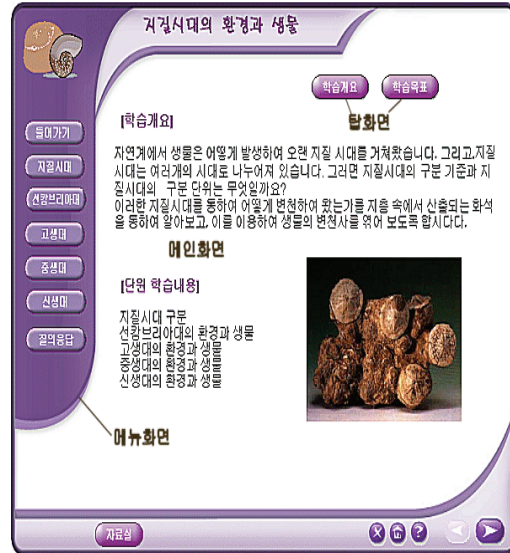 지질시대의 환경과 생물
학습개요
학습목표
탑화면
[학습개요]
들어가기
지질시대
선캄브리아대
고생대
중생대
신생대
질의응답
자연계에서 생물은 어떻게 발생하여 오랜 지질 시대를 거쳐왔습니다. 그리고,지질
시대는 여러개의 시대로 나누어져 있습니다. 그러면 지질시대의 구분 기준과 지
질시대의 구분 단위는 무엇일까요?
이러한 지질시대를 통하여 어떻게 변천하여 왔는가를 지층 속에서 산출되는 화석
을 통하여 알아보고, 이를 이용하여 생물의 변천사를 엮어 보도록 합시다다.
메인화면
[단원 학습내용]
지질시대 구분
선캄브리아대의 환경과 생물
고생대의 환경과 생물
중생대의 환경과 생물
신생대의 환경과 생물
메뉴화면
자료실
X
?